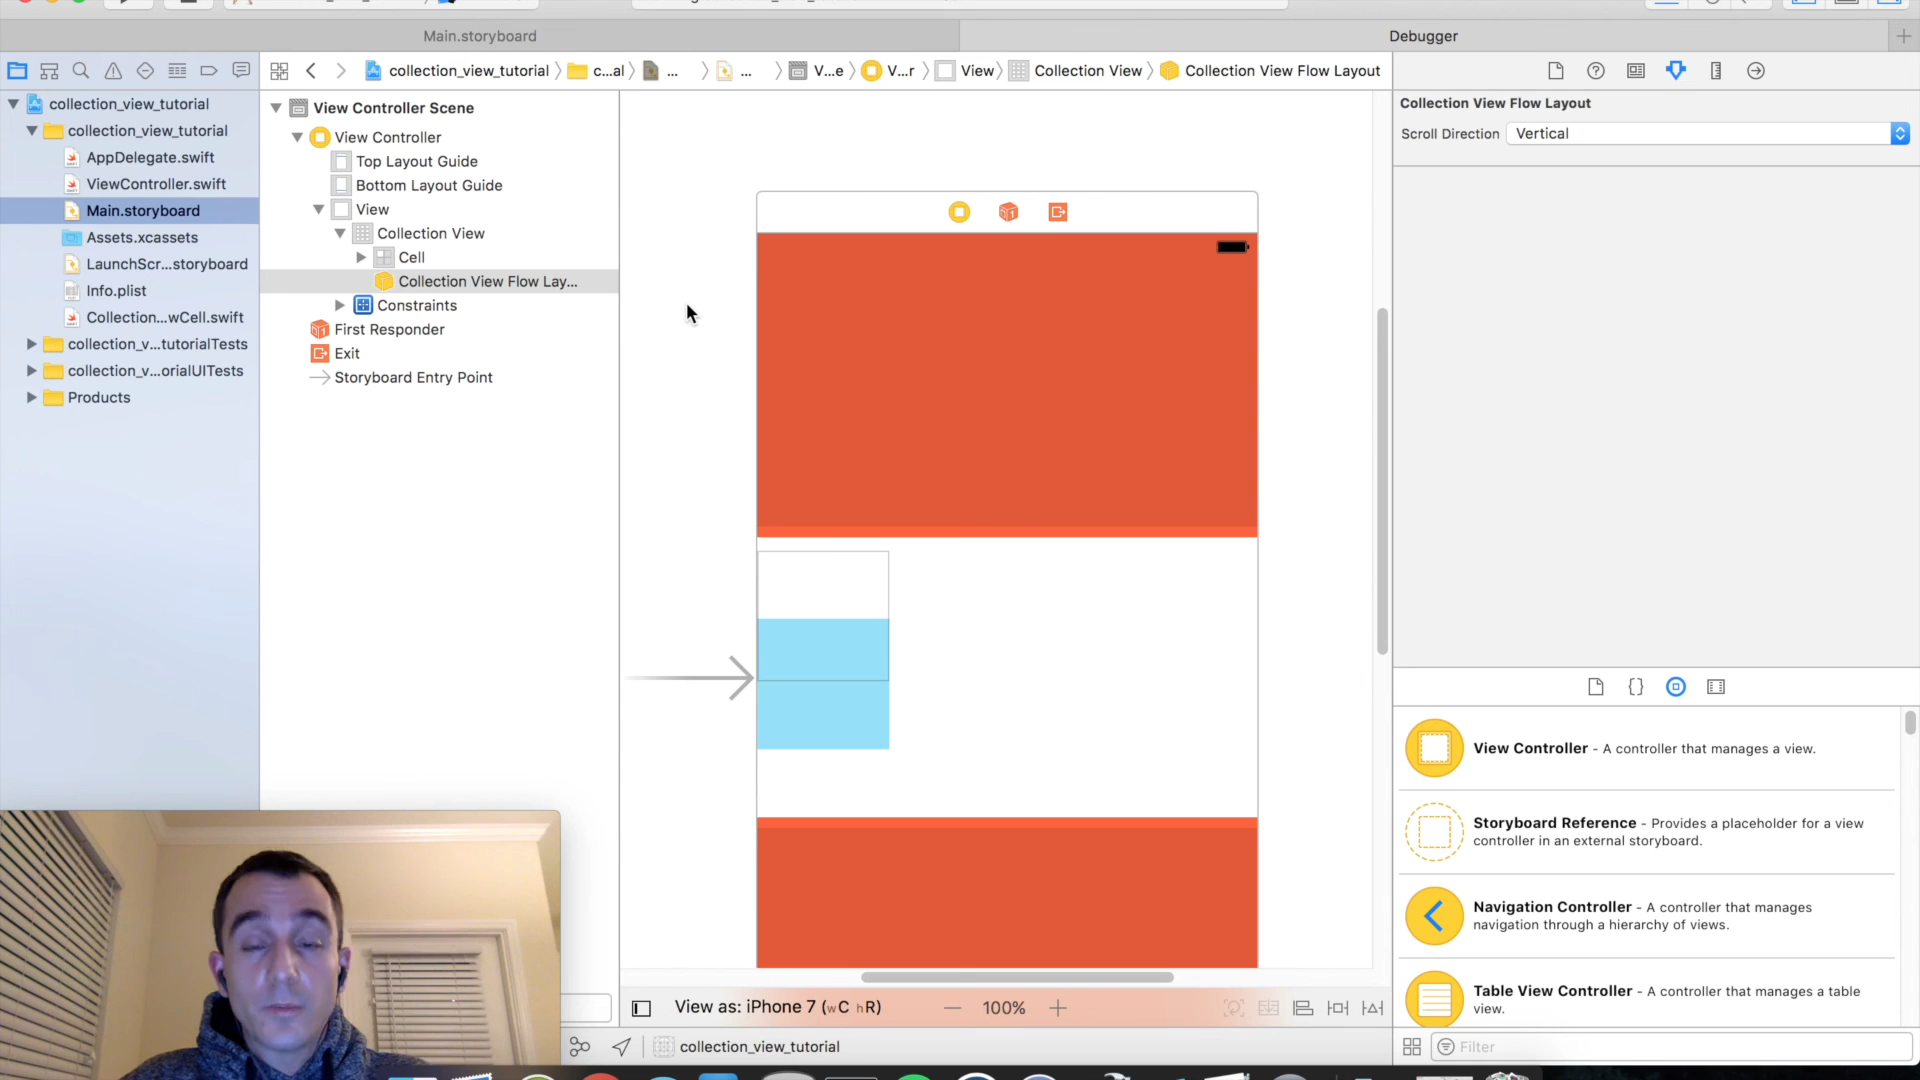 Main.storyboard
Debugger
collection_view_tutorial
c...al
...
...
V...e
V...r
View
Collection View
Collection View Flow Layout
collection_view_tutorial
collection_view_tutorial
AppDelegate.swift
ViewController.swift
Main.storyboard
Assets.xcassets
LaunchScr...storyboard
Info.plist
Collection...wCell.swift
collection_v...tutorialTests
collection_v...orialUITests
Products
View Controller Scene
View Controller
Top Layout Guide
Bottom Layout Guide
View
Collection View
Cell
Collection View Flow Lay...
Constraints
First Responder
Exit
Storyboard Entry Point
Collection View Flow Layout
Scroll Direction Vertical
View Controller - A controller that manages a view.
Storyboard Reference - Provides a placeholder for a view
controller in an external storyboard.
Navigation Controller - A controller that manages
navigation through a hierarchy of views.
Table View Controller - A controller that manages a table
view.
View as: iPhone 7 (wC hR)
100%
collection_view_tutorial
Filter